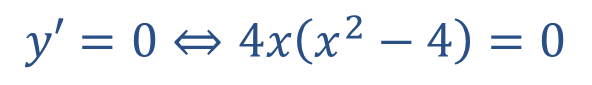 y′ = 0 ⇔ 4x(x² − 4) = 0